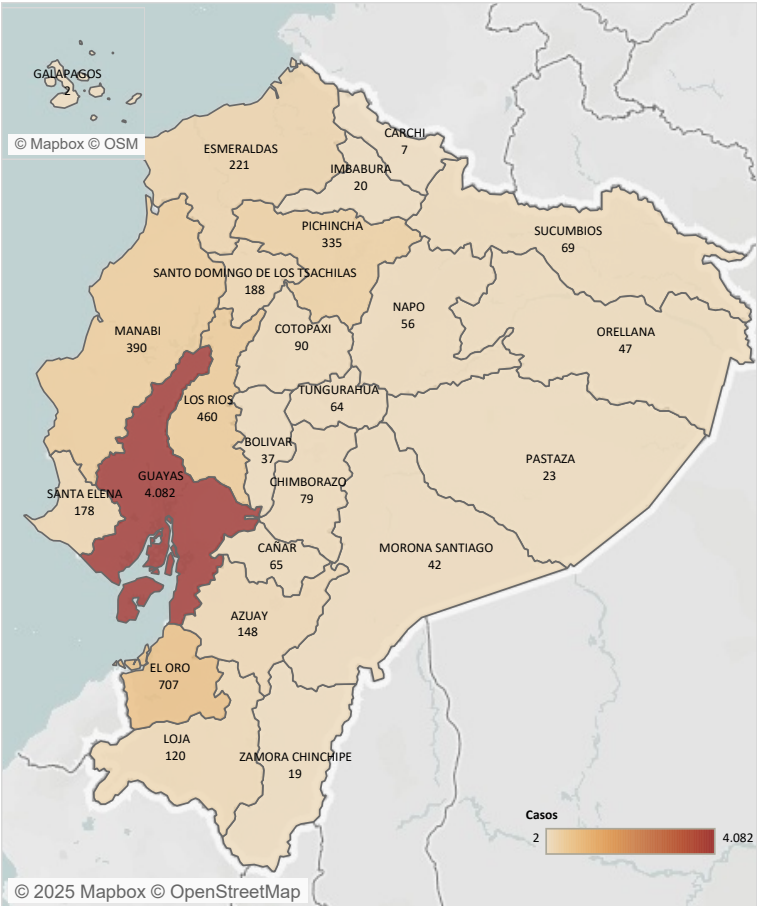 GALAPAGOS
2
© Mapbox © OSM
CARCHI
7
ESMERALDAS
221
IMBABURA
20
PICHINCHA
335
SUCUMBIOS
69
SANTO DOMINGO DE LOS TSACHILAS
188
NAPO
56
MANABI
390
COTOPAXI
90
ORELLANA
47
TUNGURAHUA
64
LOS RIOS
460
BOLIVAR
37
PASTAZA
23
GUAYAS
4.082
CHIMBORAZO
79
SANTA ELENA
178
CAÑAR
65
MORONA SANTIAGO
42
AZUAY
148
EL ORO
707
LOJA
120
ZAMORA CHINCHIPE
19
Casos
2 4.082
© 2025 Mapbox © OpenStreetMap